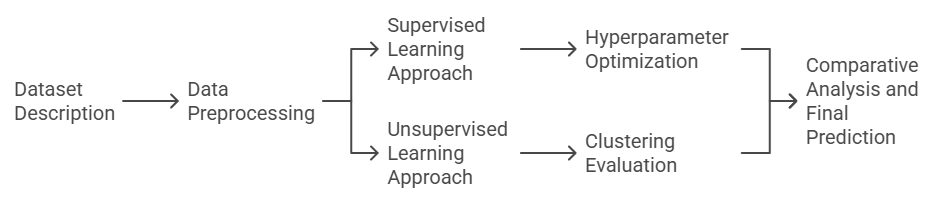 Dataset
Description
Data
Preprocessing
Supervised
Learning
Approach
Hyperparameter
Optimization
Unsupervised
Learning
Approach
Clustering
Evaluation
Comparative
Analysis and
Final
Prediction